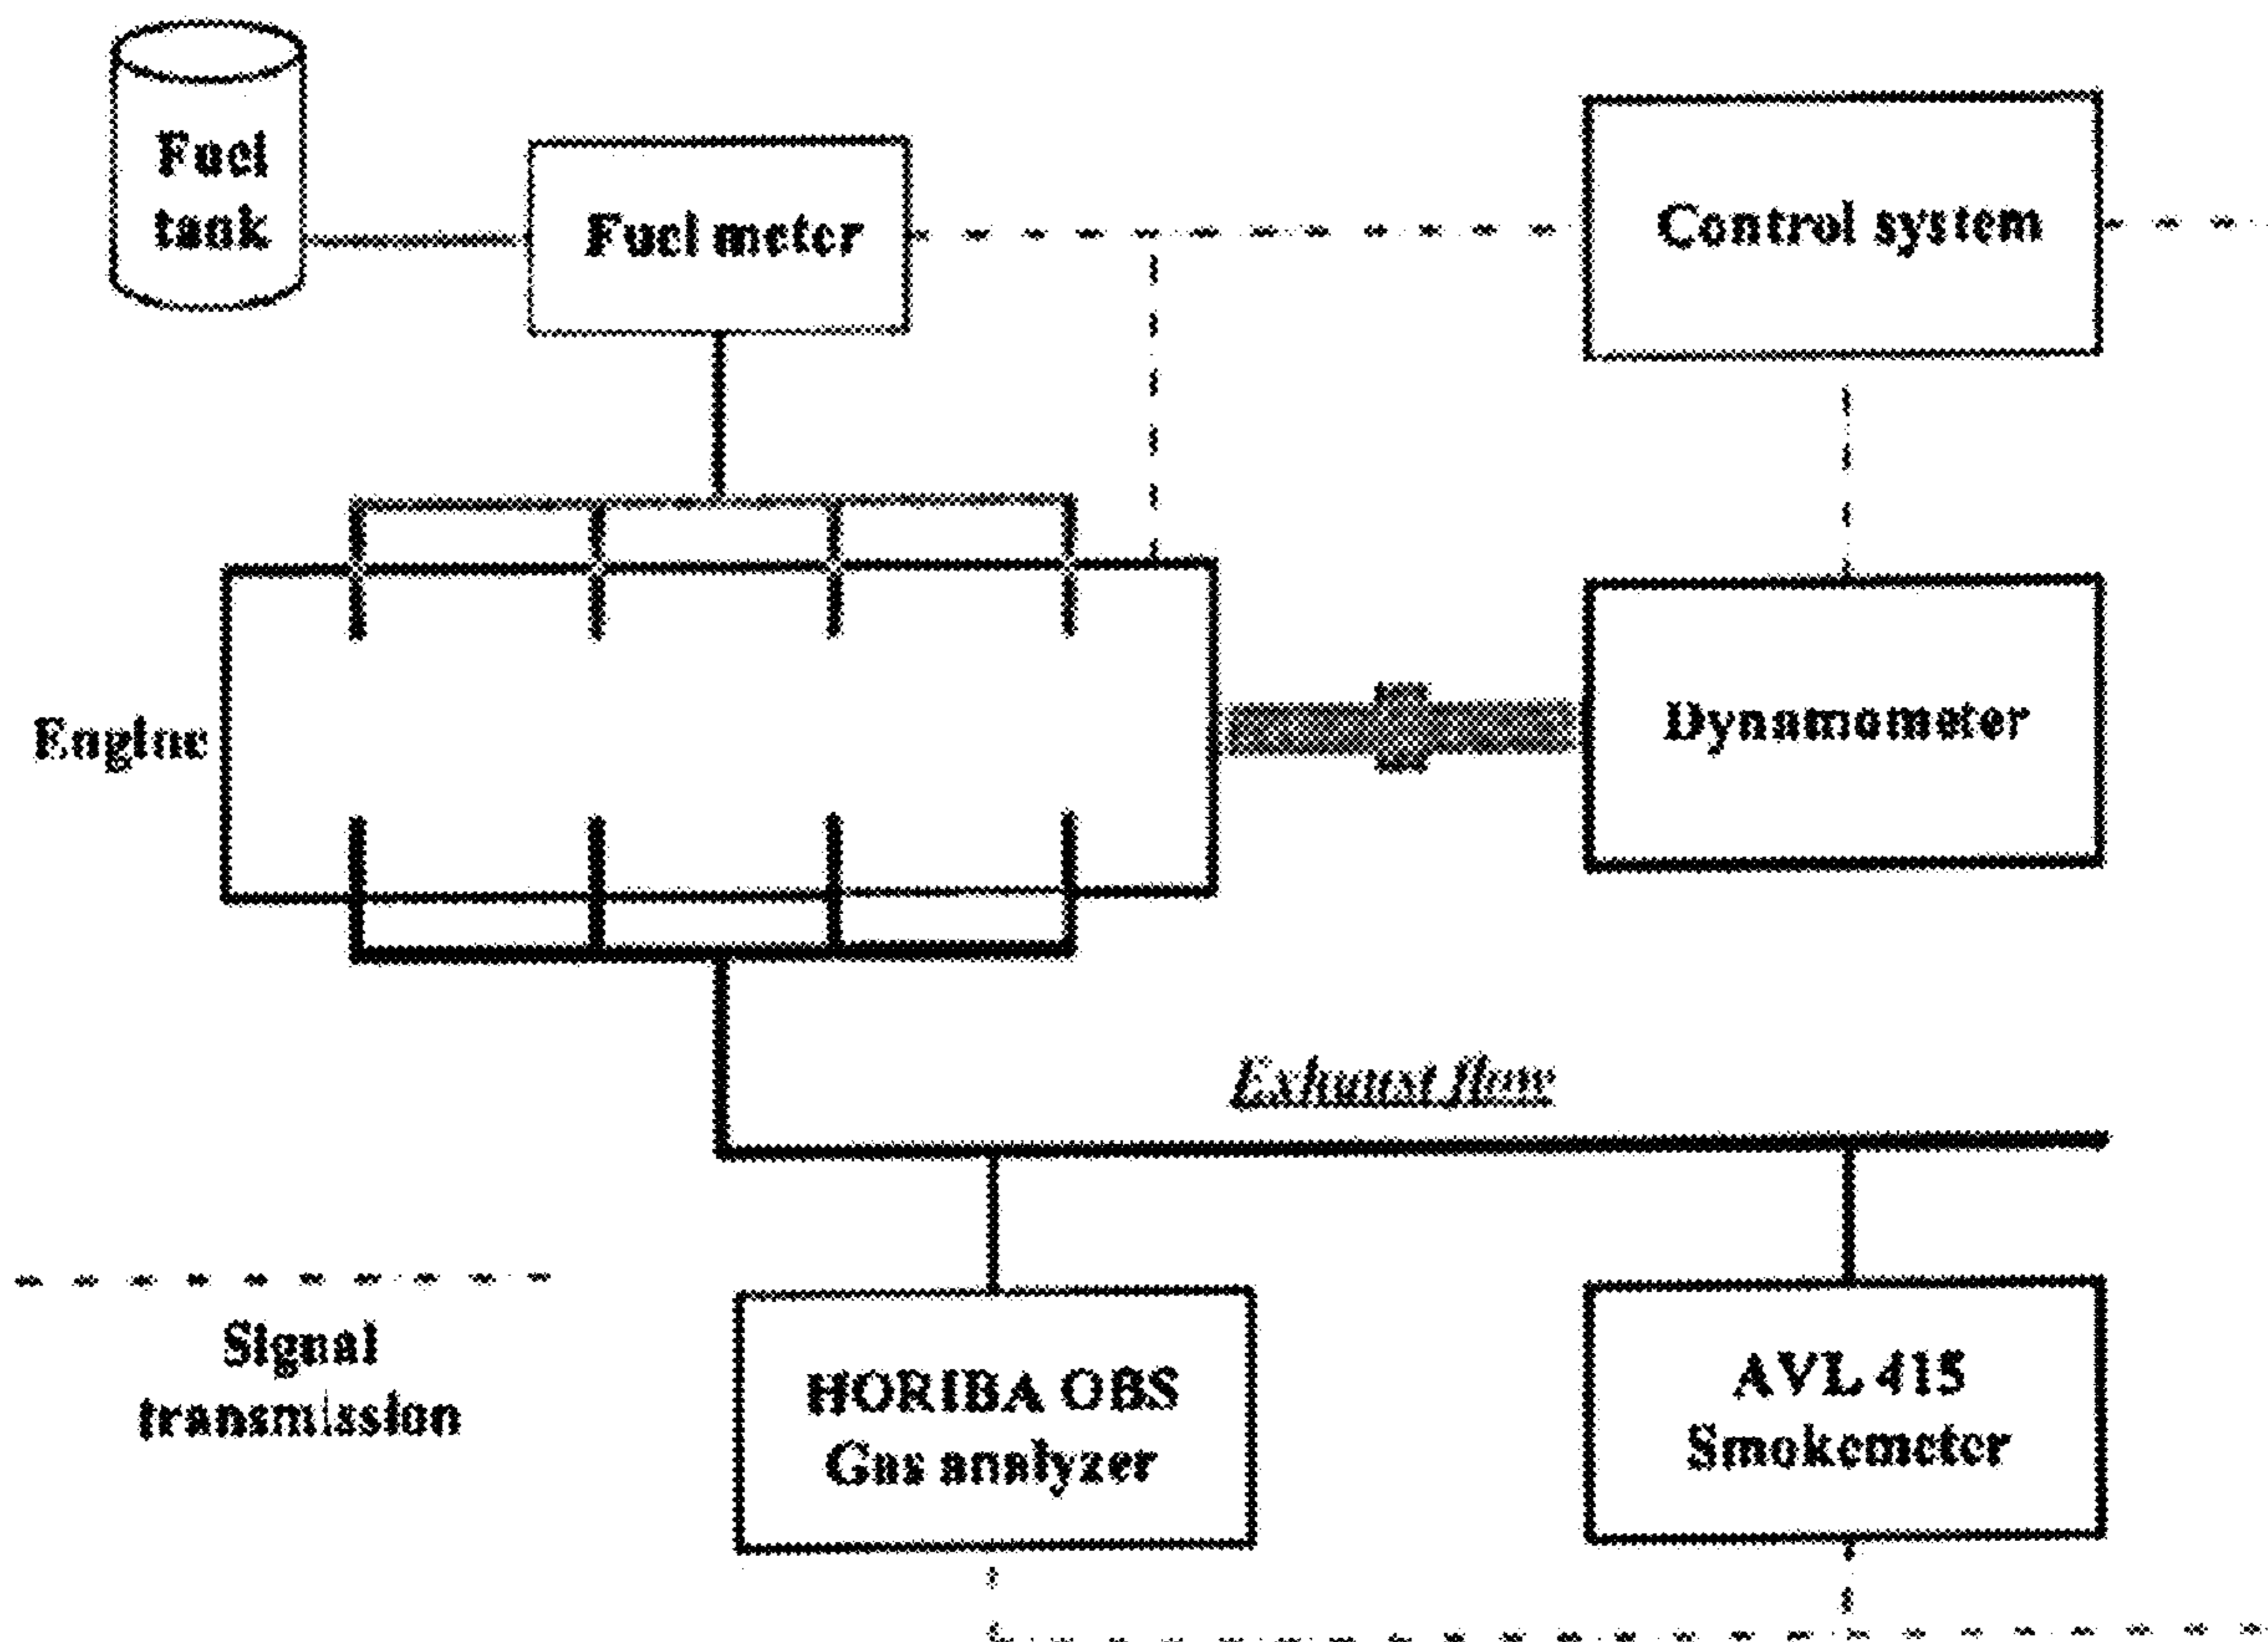 Fuel
tank
Fuel meter
Control system
Engine
Dynamometer
Exhaust flow
Signal
transmission
HORIBA OBS
Gas analyzer
AVL 415
Smokemeter